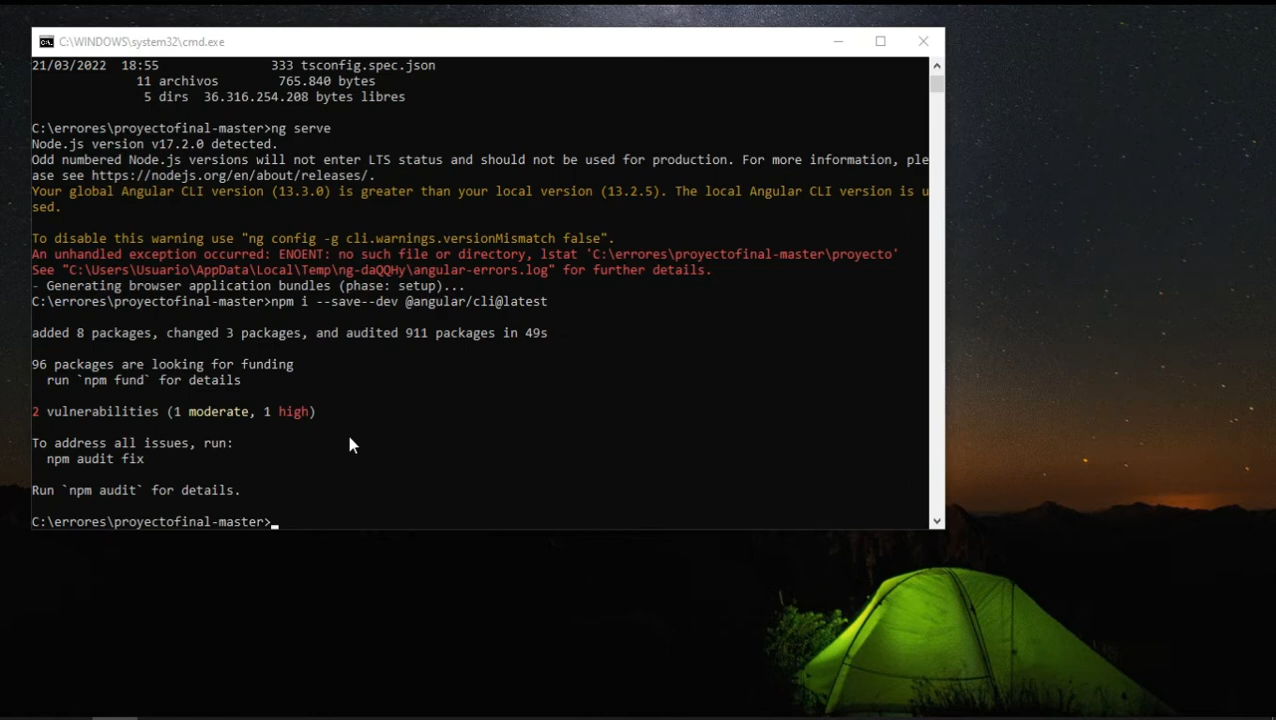 C:\WINDOWS\system32\cmd.exe
21/03/2022  18:55               333 tsconfig.spec.json
              11 archivos        765.840 bytes
               5 dirs  36.316.254.208 bytes libres
C:\errores\proyectofinal-master>ng serve
Node.js version v17.2.0 detected.
Odd numbered Node.js versions will not enter LTS status and should not be used for production. For more information, ple
ase see https://nodejs.org/en/about/releases/.
Your global Angular CLI version (13.3.0) is greater than your local version (13.2.5). The local Angular CLI version is u
sed.
To disable this warning use "ng config -g cli.warnings.versionMismatch false".
An unhandled exception occurred: ENOENT: no such file or directory, lstat 'C:\errores\proyectofinal-master\proyecto'
See "C:\Users\Usuario\AppData\Local\Temp\ng-daQQHy\angular-errors.log" for further details.
- Generating browser application bundles (phase: setup)...
C:\errores\proyectofinal-master>npm i --save--dev @angular/cli@latest
added 8 packages, changed 3 packages, and audited 911 packages in 49s
96 packages are looking for funding
  run `npm fund` for details
2 vulnerabilities (1 moderate, 1 high)
To address all issues, run:
  npm audit fix
Run `npm audit` for details.
C:\errores\proyectofinal-master>